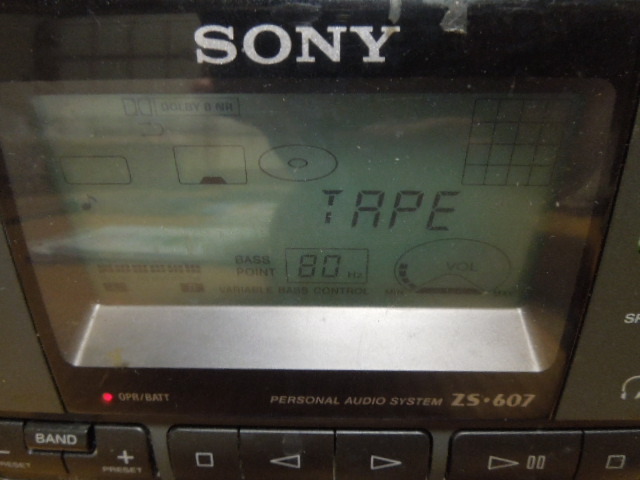 SONY
DOLBY B NR
TAPE
BASS
POINT
80 Hz
VOL
VARIABLE BASS CONTROL
MIN
OPR/BATT
PERSONAL AUDIO SYSTEM ZS-607
BAND
PRESET
+
PRESET